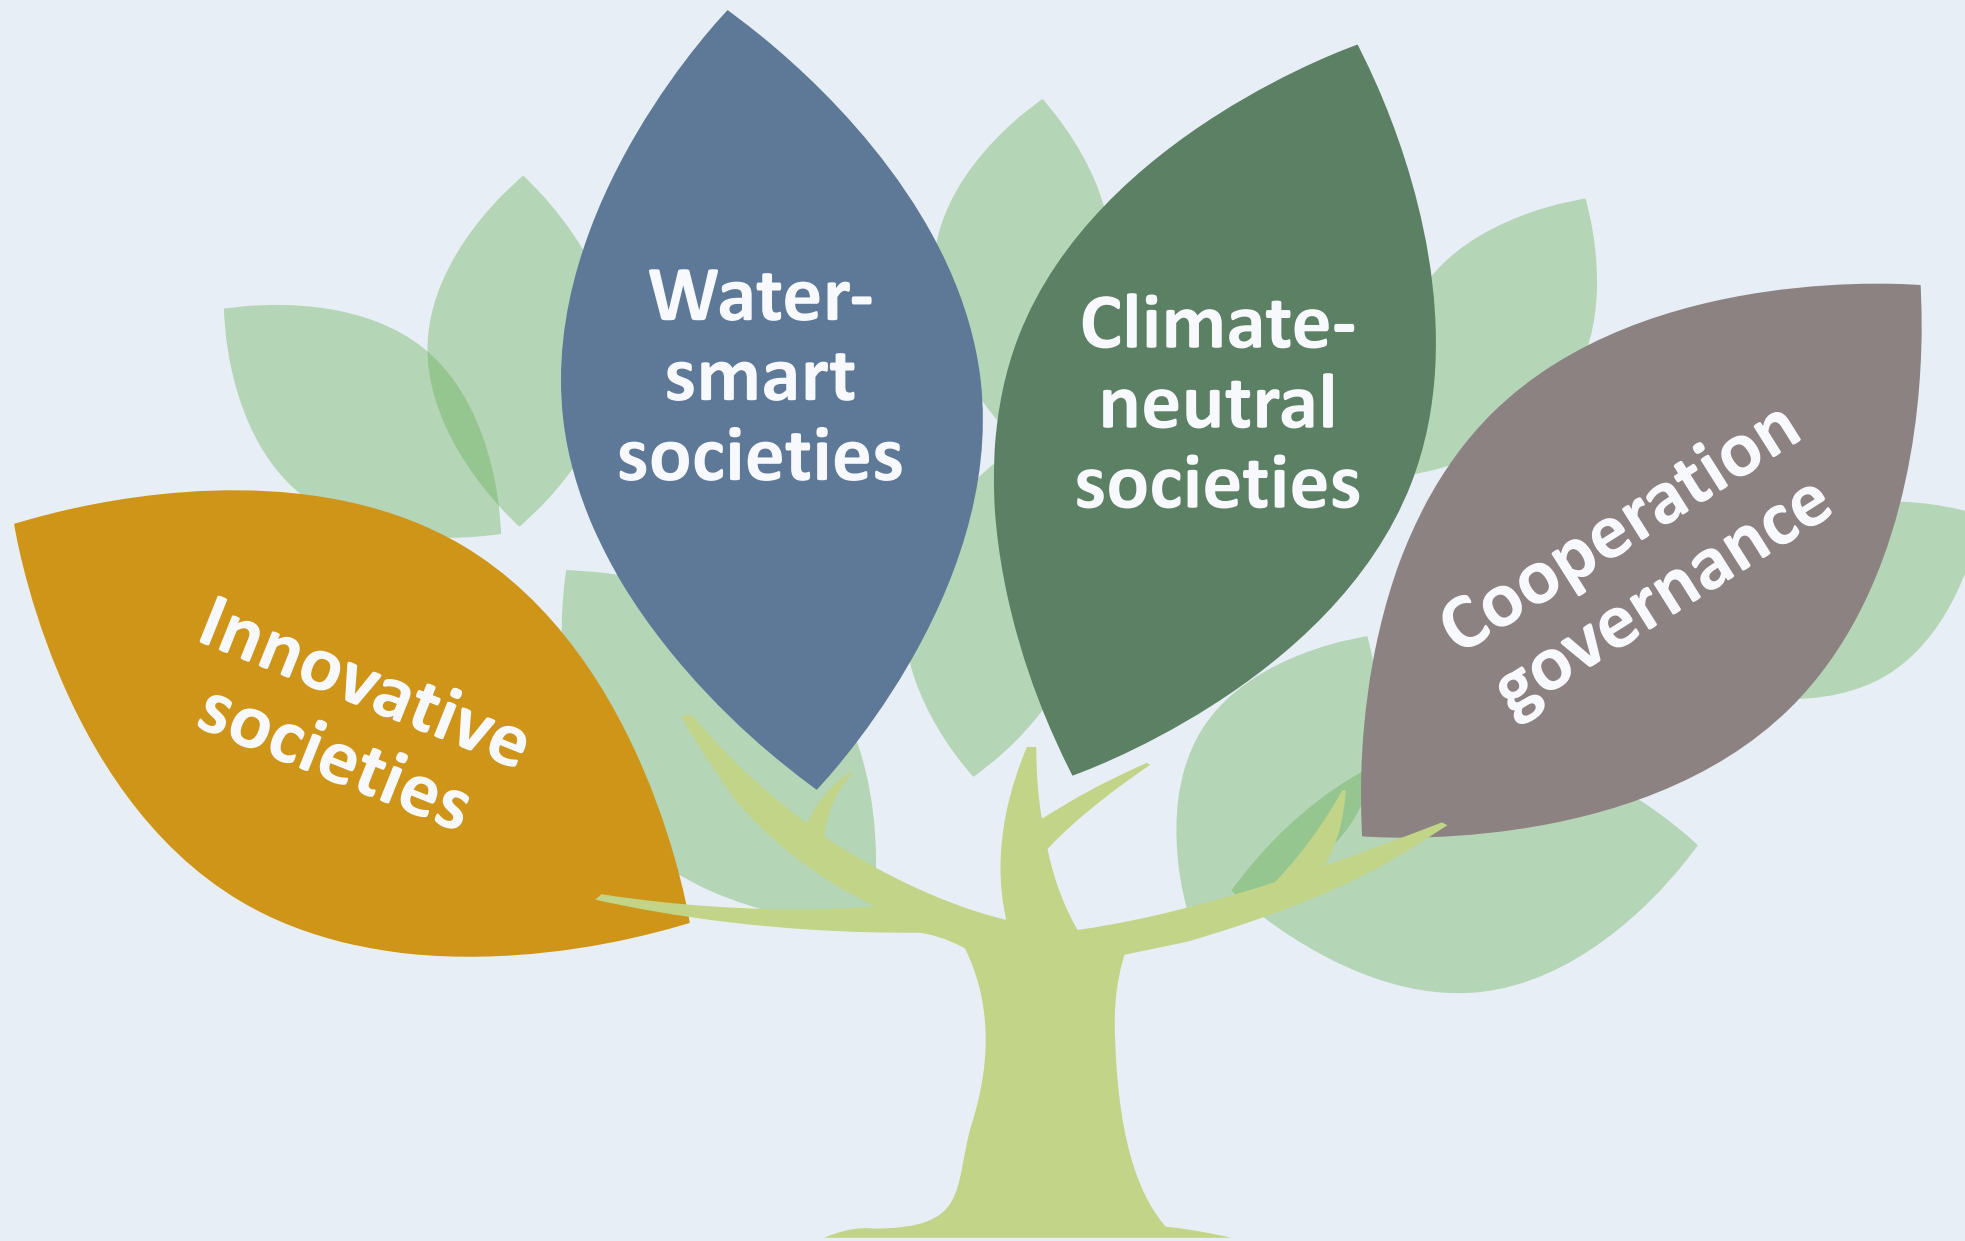 Innovative
societies
Water-
smart
societies
Climate-
neutral
societies
Cooperation
governance